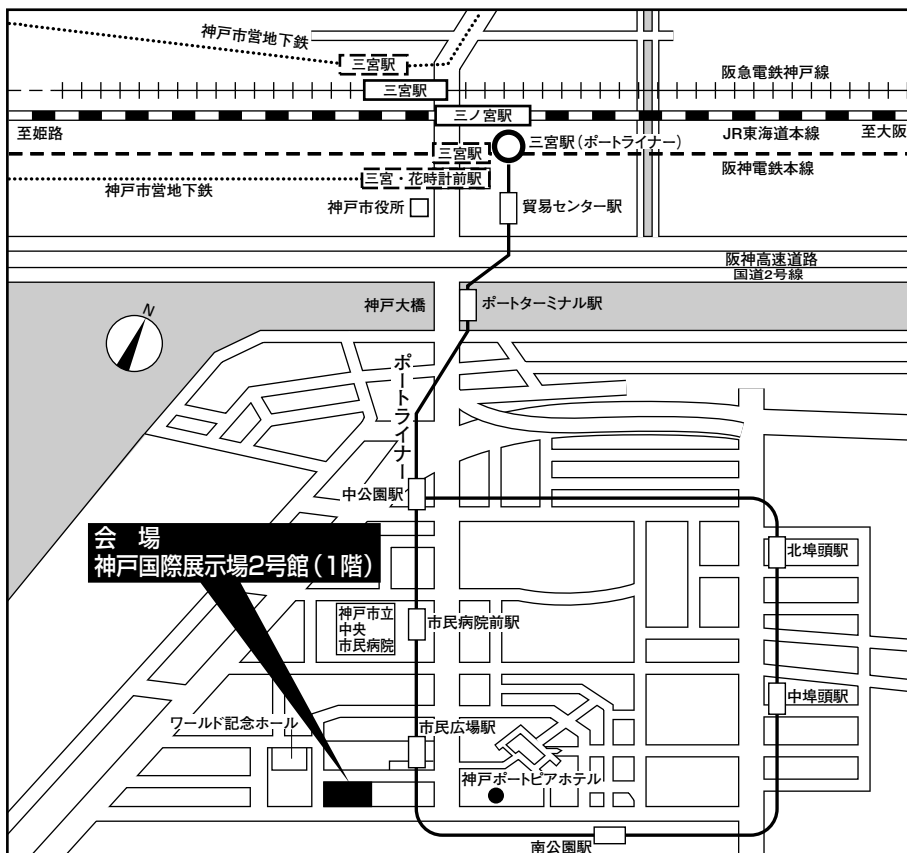 神戸市営地下鉄
三宮駅
阪急電鉄神戸線
三宮駅
三ノ宮駅
至姫路
JR東海道本線
至大阪
三宮駅(ポートライナー)
三宮駅
阪神電鉄本線
三宮・花時計前駅
神戸市営地下鉄
神戸市役所
貿易センター駅
阪神高速道路
国道2号線
N
神戸大橋
ポートターミナル駅
ポートライナー
中公園駅
会 場
神戸国際展示場2号館(1階)
北埠頭駅
神戸市立
中央
市民病院
市民病院前駅
中埠頭駅
ワールド記念ホール
市民広場駅
神戸ポートピアホテル
南公園駅